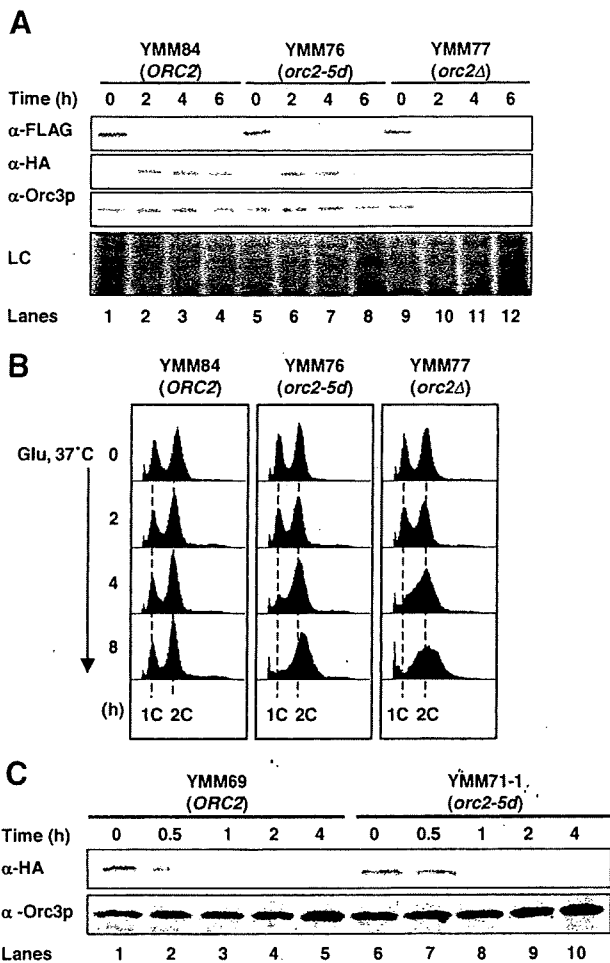 A
YMM84 YMM76 YMM77
(ORC2) (orc2-5d) (orc2Δ)
Time (h) 0 2 4 6 0 2 4 6 0 2 4 6
α-FLAG
α-HA
α-Orc3p
LC
Lanes 1 2 3 4 5 6 7 8 9 10 11 12
B
YMM84 YMM76 YMM77
(ORC2) (orc2-5d) (orc2Δ)
Glu, 37°C 0
2
4
8
(h) 1C 2C 1C 2C 1C 2C
C
YMM69 YMM71-1
(ORC2) (orc2-5d)
Time (h) 0 0.5 1 2 4 0 0.5 1 2 4
α-HA
α-Orc3p
Lanes 1 2 3 4 5 6 7 8 9 10